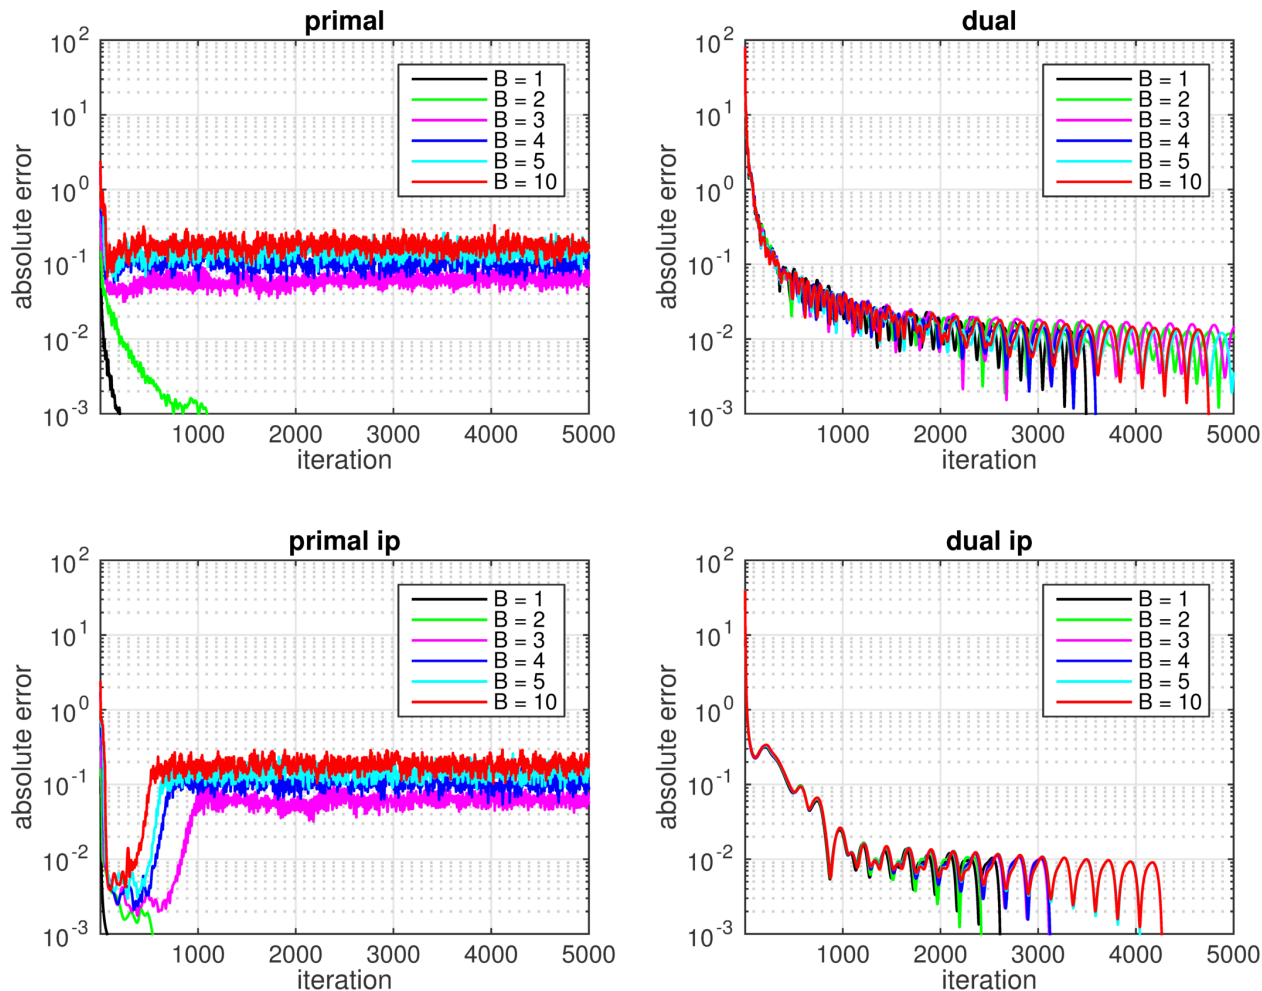 primal
10^2
10^1
10^0
10^-1
10^-2
10^-3
absolute error
B = 1
B = 2
B = 3
B = 4
B = 5
B = 10
1000 2000 3000 4000 5000
iteration
dual
10^2
10^1
10^0
10^-1
10^-2
10^-3
absolute error
B = 1
B = 2
B = 3
B = 4
B = 5
B = 10
1000 2000 3000 4000 5000
iteration
primal ip
10^2
10^1
10^0
10^-1
10^-2
10^-3
absolute error
B = 1
B = 2
B = 3
B = 4
B = 5
B = 10
1000 2000 3000 4000 5000
iteration
dual ip
10^2
10^1
10^0
10^-1
10^-2
10^-3
absolute error
B = 1
B = 2
B = 3
B = 4
B = 5
B = 10
1000 2000 3000 4000 5000
iteration